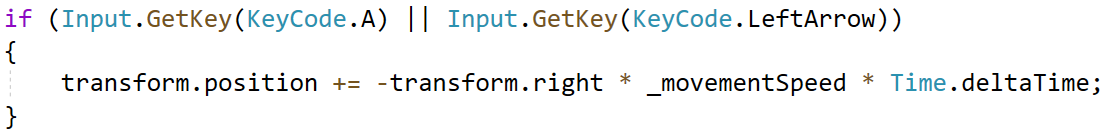 if (Input.GetKey(KeyCode.A) || Input.GetKey(KeyCode.LeftArrow))
{
    transform.position += -transform.right * _movementSpeed * Time.deltaTime;
}